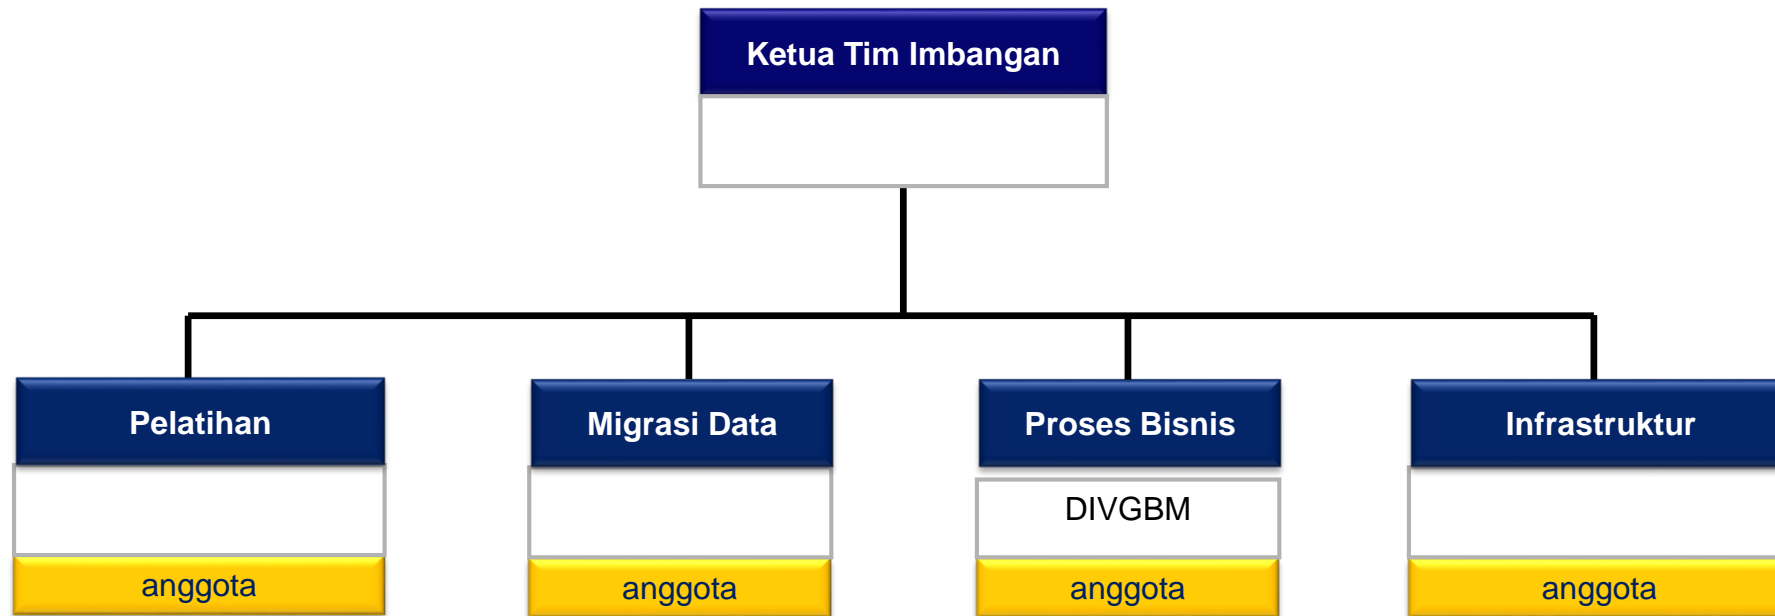 Ketua Tim Imbangan
Pelatihan
Migrasi Data
Proses Bisnis
Infrastruktur
DIVGBM
anggota
anggota
anggota
anggota